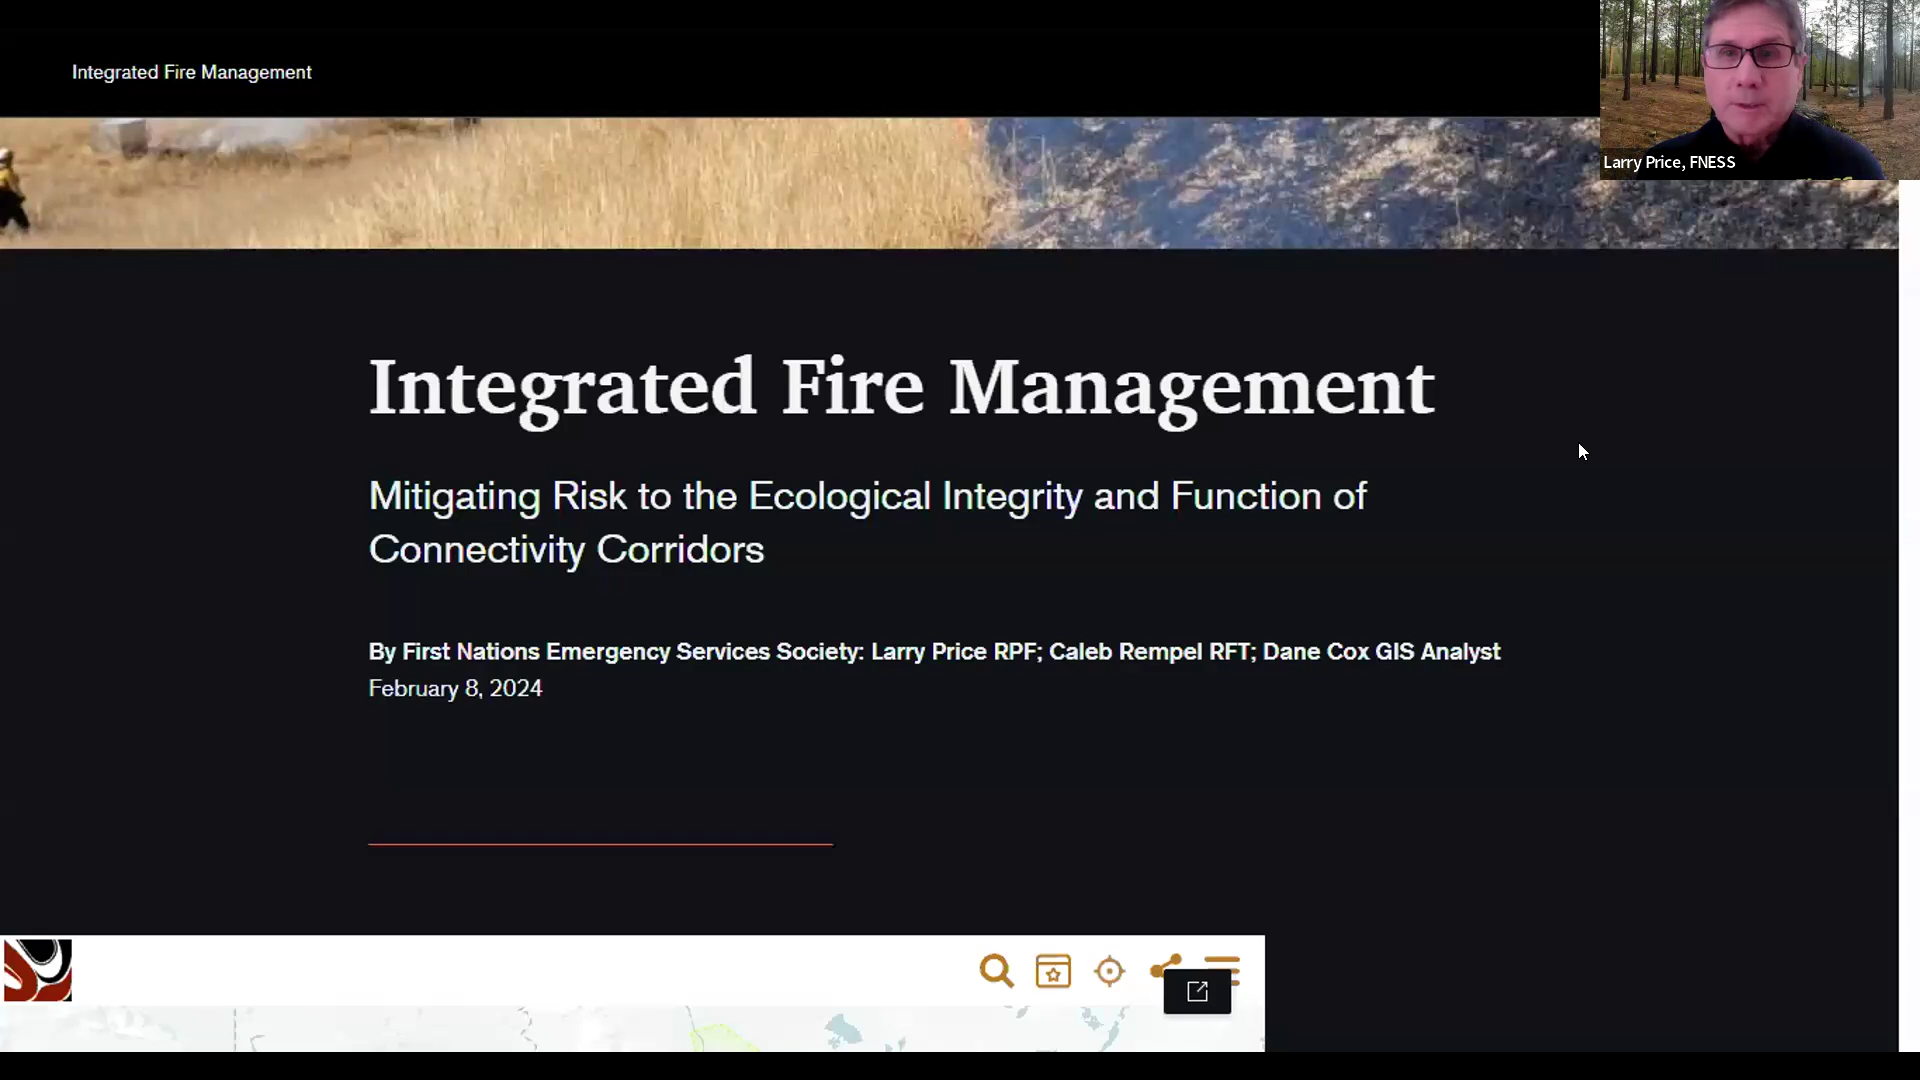 Integrated Fire Management
Larry Price, FNESS
Integrated Fire Management
Mitigating Risk to the Ecological Integrity and Function of
Connectivity Corridors
By First Nations Emergency Services Society: Larry Price RPF; Caleb Rempel RFT; Dane Cox GIS Analyst
February 8, 2024